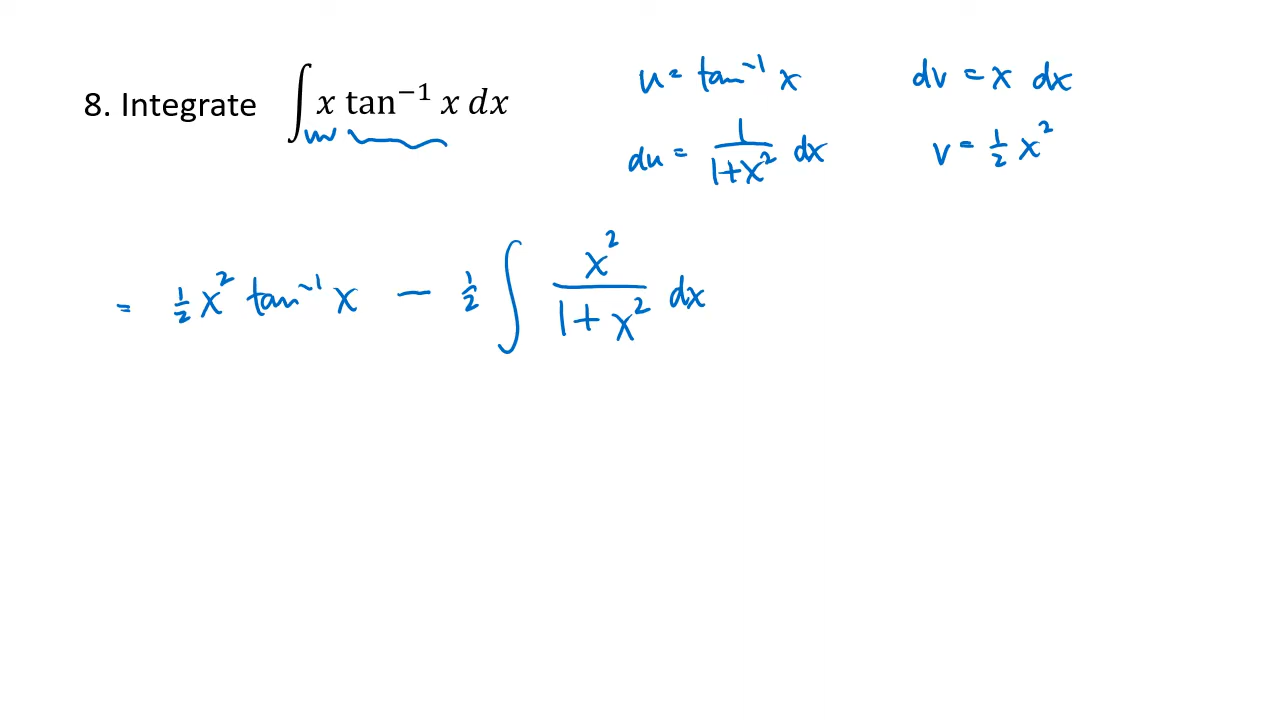 8. Integrate ∫ x tan⁻¹ x dx
u = tan⁻¹ x dv = x dx
du = 1/(1+x²) dx v = ½ x²
= ½ x² tan⁻¹ x − ½ ∫ x²/(1+x²) dx